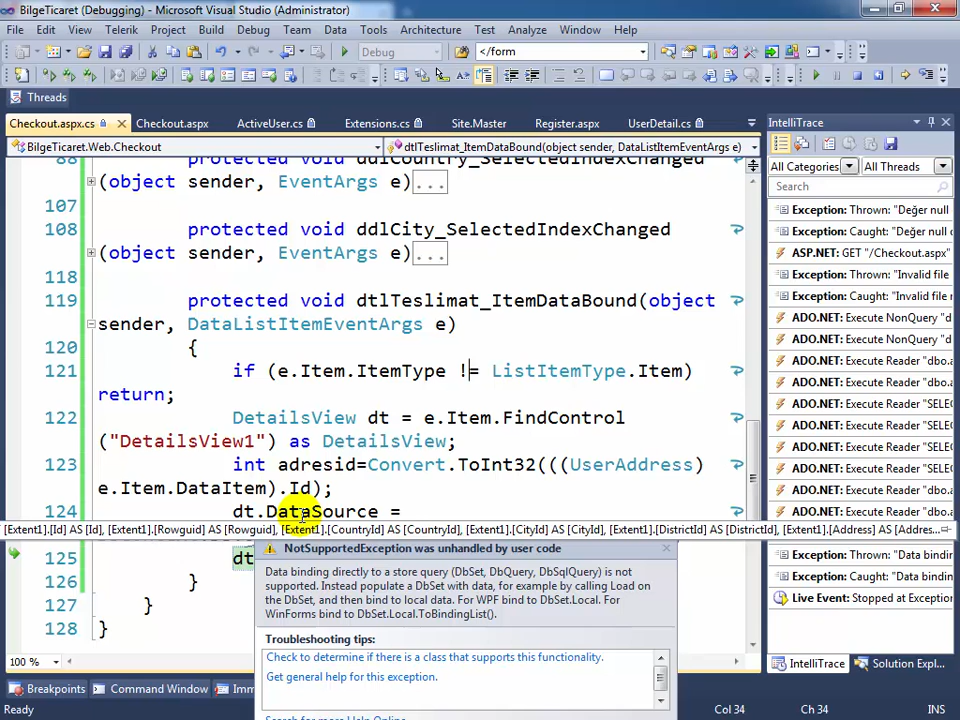 BilgeTicaret (Debugging) - Microsoft Visual Studio (Administrator)
File Edit View Telerik Project Build Debug Team Data Tools Architecture Test Analyze Window Help
Debug </form
Threads
Checkout.aspx.cs Checkout.aspx ActiveUser.cs Extensions.cs Site.Master Register.aspx UserDetail.cs
BilgeTicaret.Web.Checkout dtlTeslimat_ItemDataBound(object sender, DataListItemEventArgs e)
88 protected void ddlCountry_SelectedIndexChanged
(object sender, EventArgs e)...
107
108 protected void ddlCity_SelectedIndexChanged
(object sender, EventArgs e)...
118
119 protected void dtlTeslimat_ItemDataBound(object
sender, DataListItemEventArgs e)
120 {
121 if (e.Item.ItemType != ListItemType.Item)
return;
122 DetailsView dt = e.Item.FindControl
("DetailsView1") as DetailsView;
123 int adresid=Convert.ToInt32(((UserAddress)
e.Item.DataItem).Id);
124 dt.DataSource =
[Extent1].[Id] AS [Id], [Extent1].[Rowguid] AS [Rowguid], [Extent1].[CountryId] AS [CountryId], [Extent1].[CityId] AS [CityId], [Extent1].[DistrictId] AS [DistrictId], [Extent1].[Address] AS [Addres...
125 dt
126 }
127 }
128 }
NotSupportedException was unhandled by user code
Data binding directly to a store query (DbSet, DbQuery, DbSqlQuery) is not
supported. Instead populate a DbSet with data, for example by calling Load on
the DbSet, and then bind to local data. For WPF bind to DbSet.Local. For
WinForms bind to DbSet.Local.ToBindingList().
Troubleshooting tips:
Check to determine if there is a class that supports this functionality.
Get general help for this exception.
Search for more Help Online...
100 %
IntelliTrace
All Categories All Threads
Search
Exception: Thrown: "Değer null
Exception: Caught: "Değer null
ASP.NET: GET "/Checkout.aspx"
Exception: Thrown: "Invalid file
Exception: Caught: "Invalid file
ADO.NET: Execute NonQuery "d
ADO.NET: Execute NonQuery "d
ADO.NET: Execute Reader "dbo.
ADO.NET: Execute Reader "dbo.
ADO.NET: Execute Reader "SELE
ADO.NET: Execute Reader "SELE
ADO.NET: Execute Reader "SELE
ADO.NET: Execute Reader "SELE
ADO.NET: Execute Reader "dbo.
ADO.NET: Execute Reader "SELE
Exception: Thrown: "Data bindin
Exception: Caught: "Data bindin
Live Event: Stopped at Exception
IntelliTrace Solution Expl...
Breakpoints Command Window Imm
Col 34 Ch 34 INS